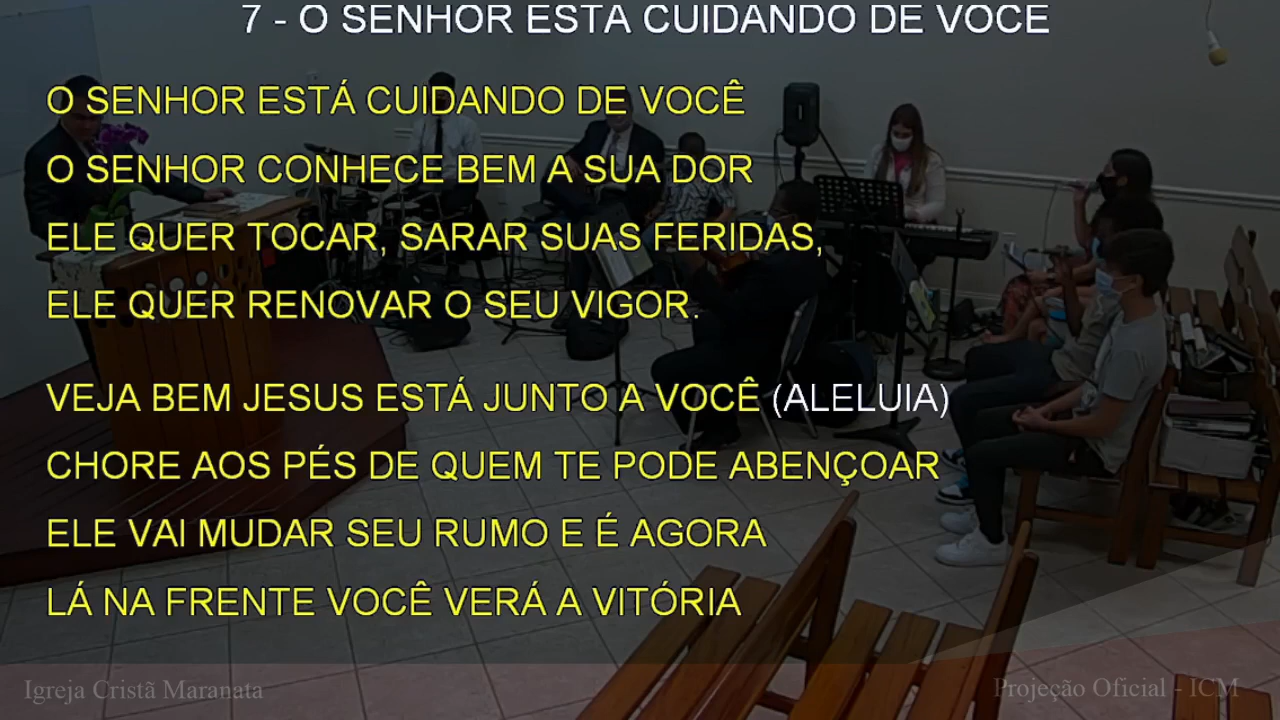 7 - O SENHOR ESTA CUIDANDO DE VOCE
O SENHOR ESTÁ CUIDANDO DE VOCÊ
O SENHOR CONHECE BEM A SUA DOR
ELE QUER TOCAR, SARAR SUAS FERIDAS,
ELE QUER RENOVAR O SEU VIGOR.
VEJA BEM JESUS ESTÁ JUNTO A VOCÊ (ALELUIA)
CHORE AOS PÉS DE QUEM TE PODE ABENÇOAR
ELE VAI MUDAR SEU RUMO E É AGORA
LÁ NA FRENTE VOCÊ VERÁ A VITÓRIA
Igreja Cristã Maranata
Projeção Oficial - ICM